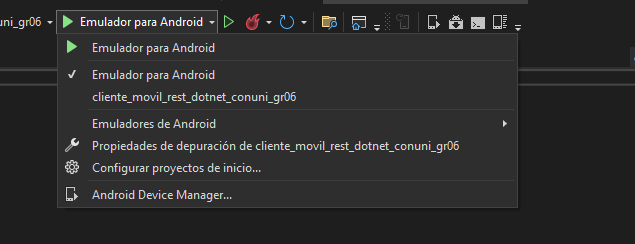 uni_gr06
Emulador para Android
Emulador para Android
Emulador para Android
cliente_movil_rest_dotnet_conuni_gr06
Emuladores de Android
Propiedades de depuración de cliente_movil_rest_dotnet_conuni_gr06
Configurar proyectos de inicio...
Android Device Manager...